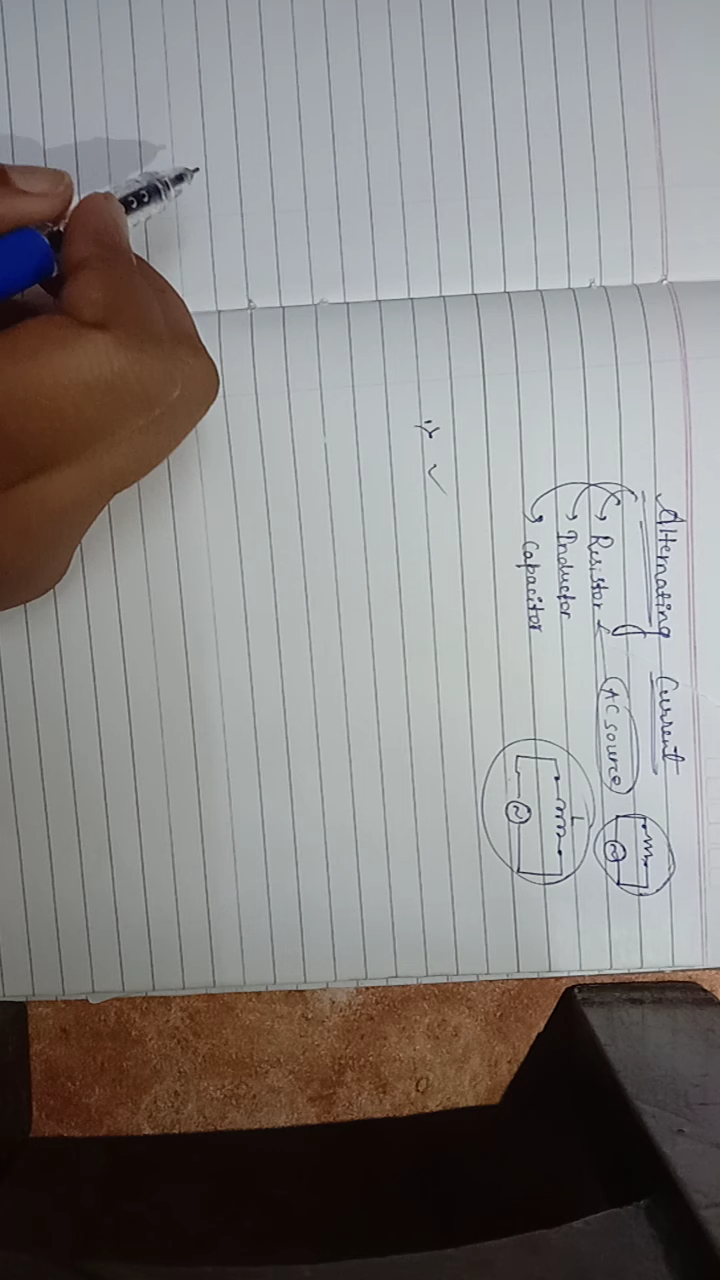 Alternating Current
Resistor AC source
Inductor
Capacitor
L